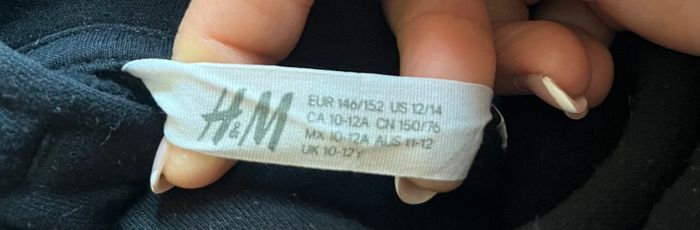 H&M
EUR 146/152 US 12/14
CA 10-12A CN 150/76
MX 10-12A AUS 11-12
UK 10-12Y